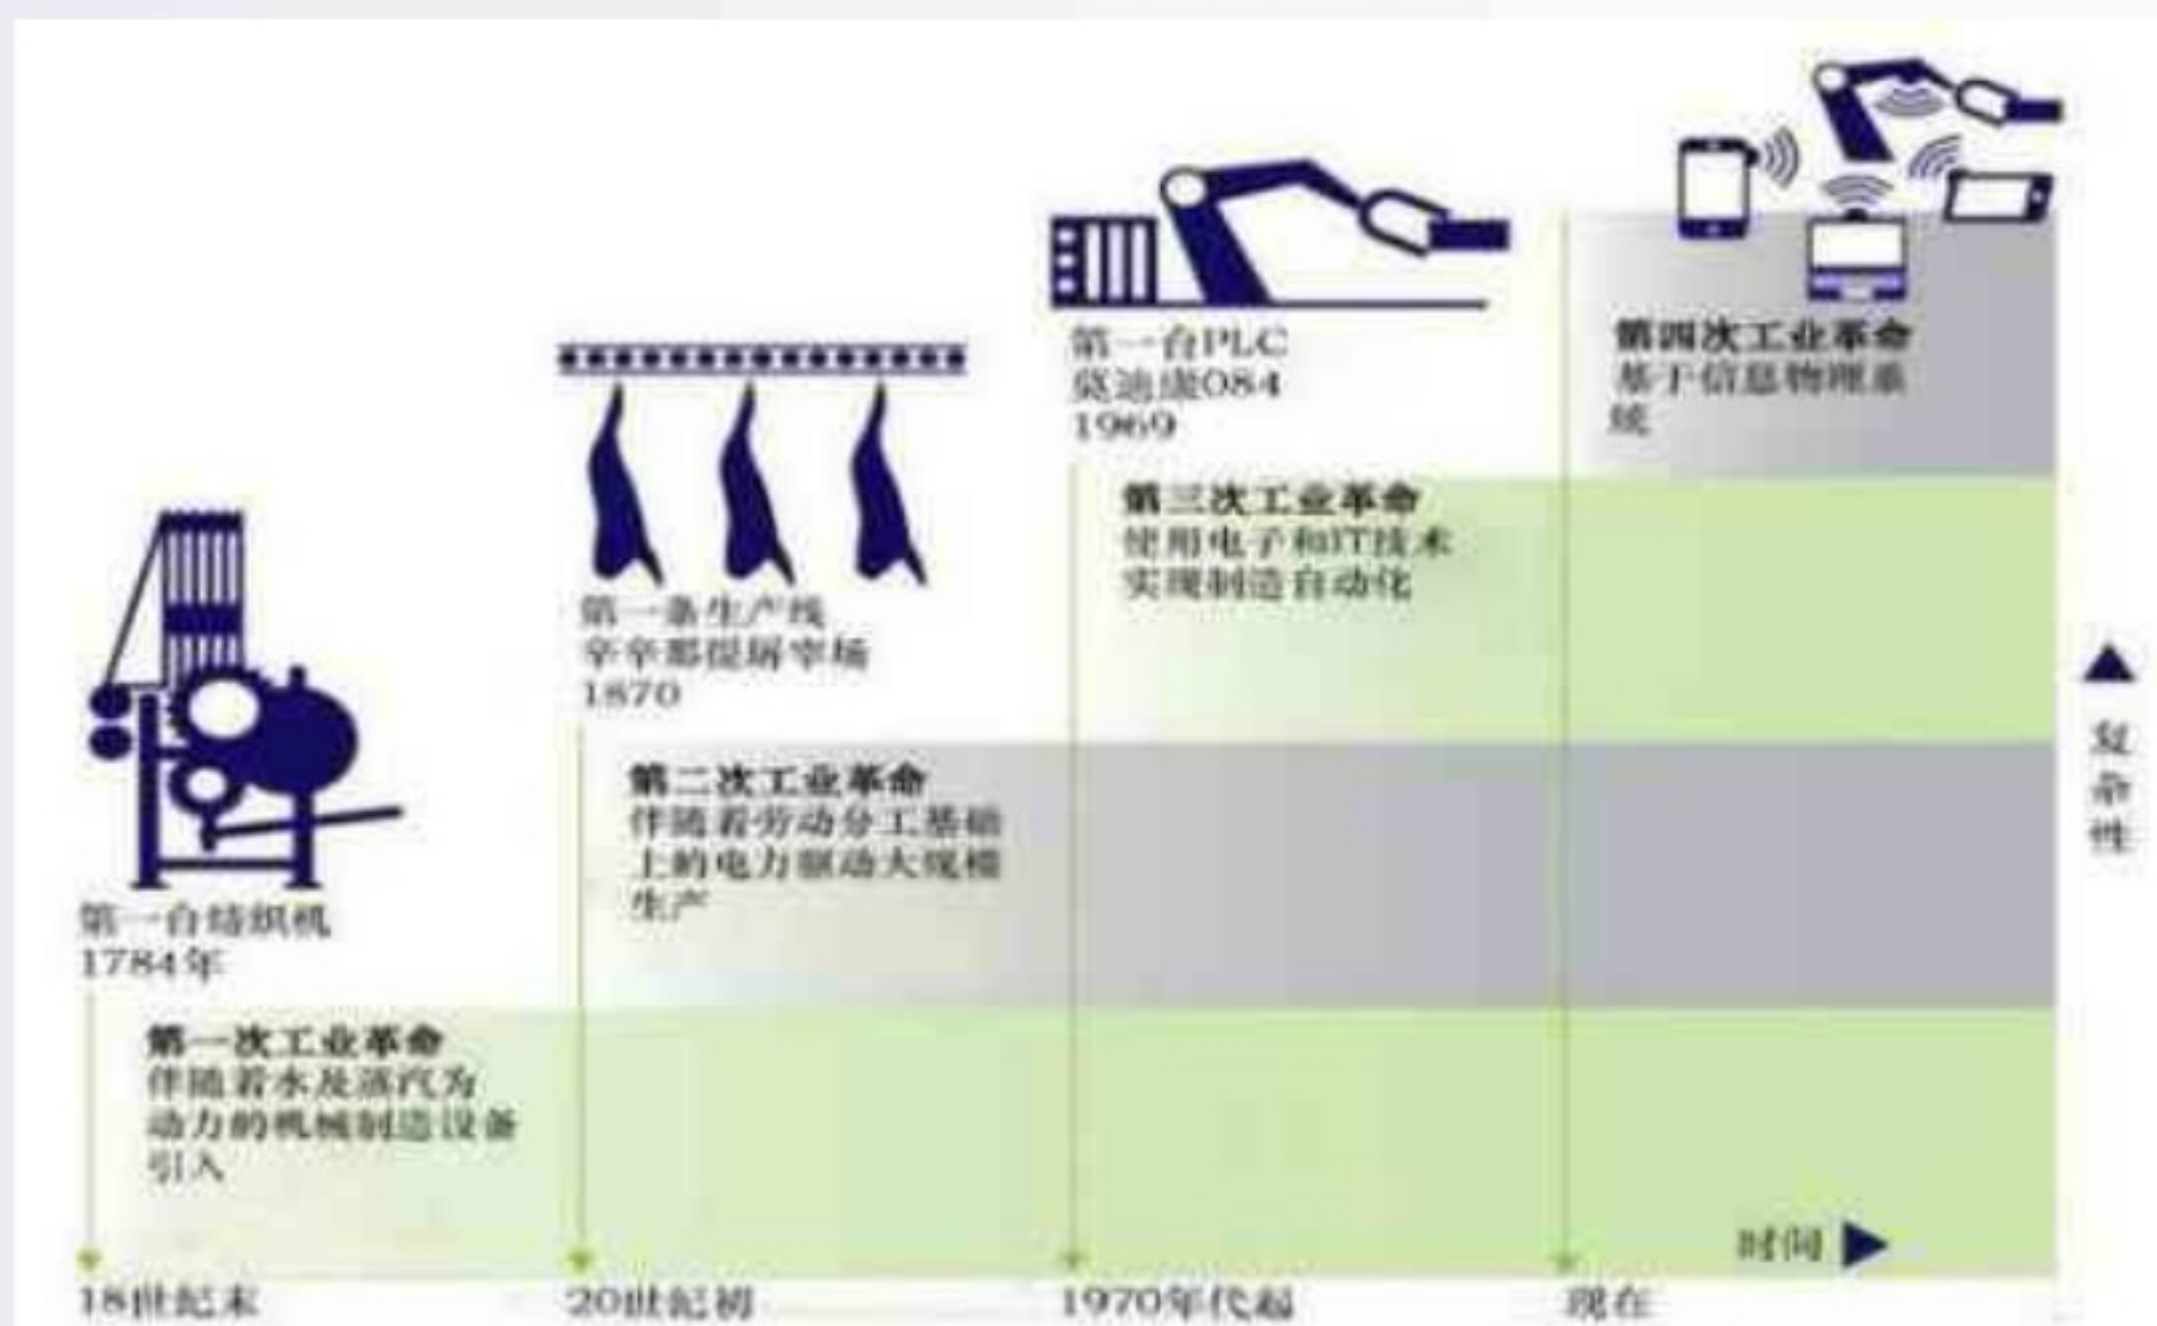 第一台纺织机
1784年
第一次工业革命
伴随着水及蒸汽为
动力的机械制造设备
引入
18世纪末
第一条生产线
辛辛那提屠宰场
1870
第二次工业革命
伴随着劳动分工基础
上的电力驱动大规模
生产
20世纪初
第一台PLC
莫迪康084
1969
第三次工业革命
使用电子和IT技术
实现制造自动化
1970年代起
第四次工业革命
基于信息物理系
统
现在
时间
复杂性